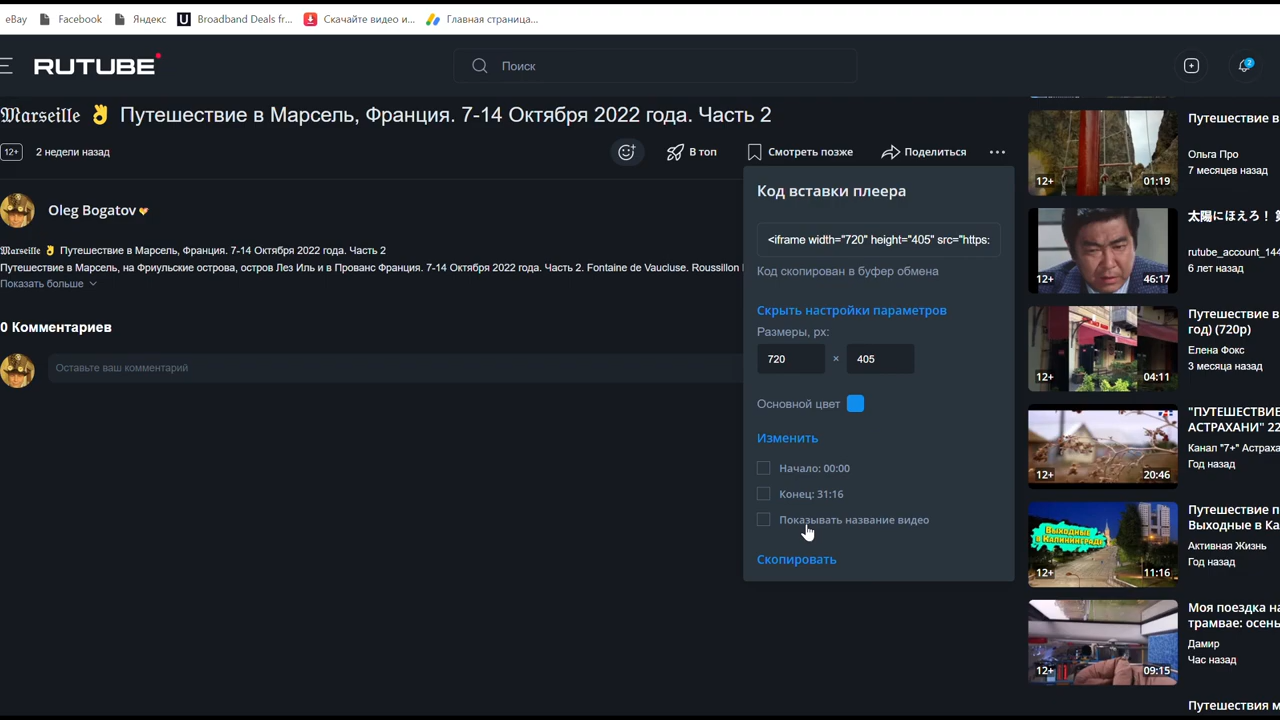 eBay
Facebook
Яндекс
Broadband Deals fr...
Скачайте видео и...
Главная страница...
RUTUBE
Поиск
2
𝔐𝔞𝔯𝔰𝔢𝔦𝔩𝔩𝔢 👌 Путешествие в Марсель, Франция. 7-14 Октября 2022 года. Часть 2
12+
2 недели назад
В топ
Смотреть позже
Поделиться
Oleg Bogatov
𝔐𝔞𝔯𝔰𝔢𝔦𝔩𝔩𝔢 👌 Путешествие в Марсель, Франция. 7-14 Октября 2022 года. Часть 2
Путешествие в Марсель, на Фриульские острова, остров Лез Иль и в Прованс Франция. 7-14 Октября 2022 года. Часть 2. Fontaine de Vaucluse. Roussillon
Показать больше
0 Комментариев
Оставьте ваш комментарий
Код вставки плеера
<iframe width="720" height="405" src="https:
Код скопирован в буфер обмена
Скрыть настройки параметров
Размеры, px:
720 × 405
Основной цвет
Изменить
Начало: 00:00
Конец: 31:16
Показывать название видео
Скопировать
12+
01:19
Путешествие в
Ольга Про
7 месяцев назад
12+
46:17
太陽にほえろ！
rutube_account_144
6 лет назад
12+
04:11
Путешествие в
год) (720p)
Елена Фокс
3 месяца назад
12+
20:46
"ПУТЕШЕСТВИЕ
АСТРАХАНИ" 22
Канал "7+" Астраха
Год назад
ВЫХОДНЫЕ
В КАЛИНИНГРАДЕ
12+
11:16
Путешествие п
Выходные в Ка
Активная Жизнь
Год назад
12+
09:15
Моя поездка на
трамвае: осень
Дамир
Час назад
Путешествия м